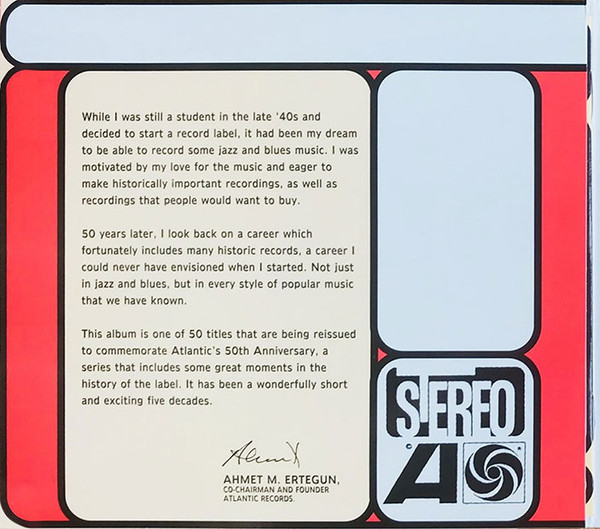 While I was still a student in the late '40s and
decided to start a record label, it had been my dream
to be able to record some jazz and blues music. I was
motivated by my love for the music and eager to
make historically important recordings, as well as
recordings that people would want to buy.
50 years later, I look back on a career which
fortunately includes many historic records, a career I
could never have envisioned when I started. Not just
in jazz and blues, but in every style of popular music
that we have known.
This album is one of 50 titles that are being reissued
to commemorate Atlantic's 50th Anniversary, a
series that includes some great moments in the
history of the label. It has been a wonderfully short
and exciting five decades.
AHMET M. ERTEGUN,
CO-CHAIRMAN AND FOUNDER
ATLANTIC RECORDS.
STEREO
A